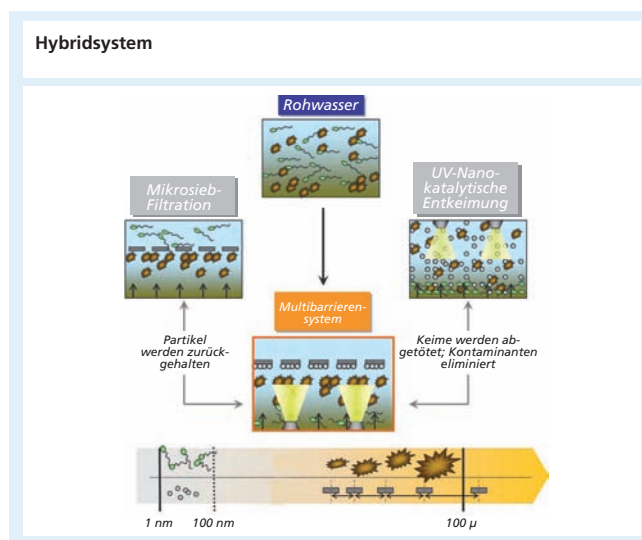 Hybridsystem
Rohwasser
Mikrosieb-
Filtration
UV-Nano-
katalytische
Entkeimung
Multibarrieren-
system
Partikel
werden zurück-
gehalten
Keime werden ab-
getötet; Kontaminanten
eliminiert
1 nm
100 nm
100 µ